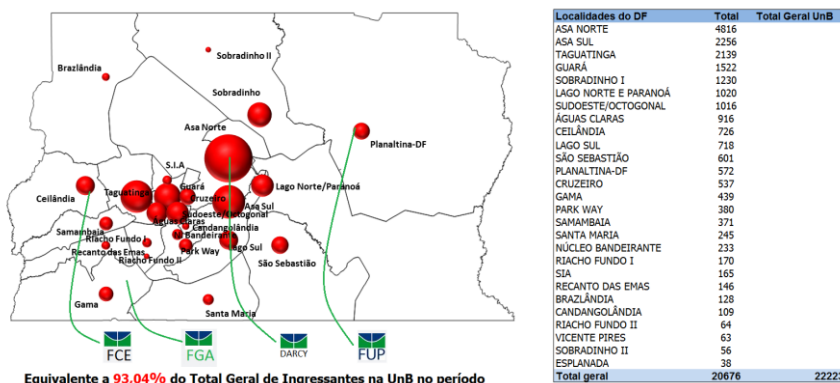 Sobradinho II
Brazlândia
Sobradinho
Asa Norte
Planaltina-DF
S.I.A
Ceilândia
Taguatinga
Guará
Cruzeiro
Lago Norte/Paranoá
Asa Sul
Sudoeste/Octogonal
Águas Claras
Candangolândia
Samambaia
Riacho Fundo I
N. Bandeirante
Lago Sul
Recanto das Emas
Park Way
Riacho Fundo II
São Sebastião
Gama
Santa Maria
FCE
FGA
DARCY
FUP
Equivalente a 93.04% do Total Geral de Ingressantes na UnB no período
Localidades do DF Total Total Geral UnB
ASA NORTE 4816
ASA SUL 2256
TAGUATINGA 2139
GUARÁ 1522
SOBRADINHO I 1230
LAGO NORTE E PARANOÁ 1020
SUDOESTE/OCTOGONAL 1016
ÁGUAS CLARAS 916
CEILÂNDIA 726
LAGO SUL 718
SÃO SEBASTIÃO 601
PLANALTINA-DF 572
CRUZEIRO 537
GAMA 439
PARK WAY 380
SAMAMBAIA 371
SANTA MARIA 245
NÚCLEO BANDEIRANTE 233
RIACHO FUNDO I 170
SIA 165
RECANTO DAS EMAS 146
BRAZLÂNDIA 128
CANDANGOLÂNDIA 109
RIACHO FUNDO II 64
VICENTE PIRES 63
SOBRADINHO II 56
ESPLANADA 38
Total geral 20676